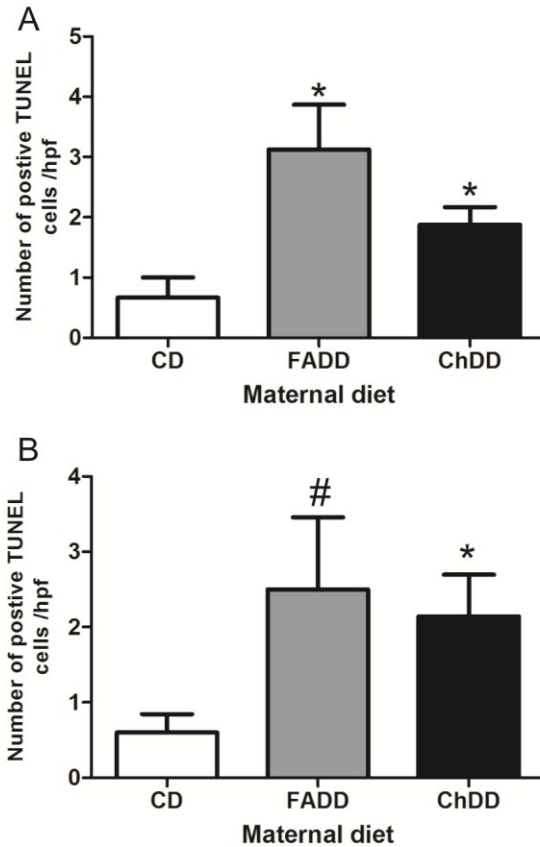 A
Number of postive TUNEL
cells /hpf
5
4
3
2
1
0
*
*
CD FADD ChDD
Maternal diet
B
Number of postive TUNEL
cells /hpf
4
3
2
1
0
#
*
CD FADD ChDD
Maternal diet